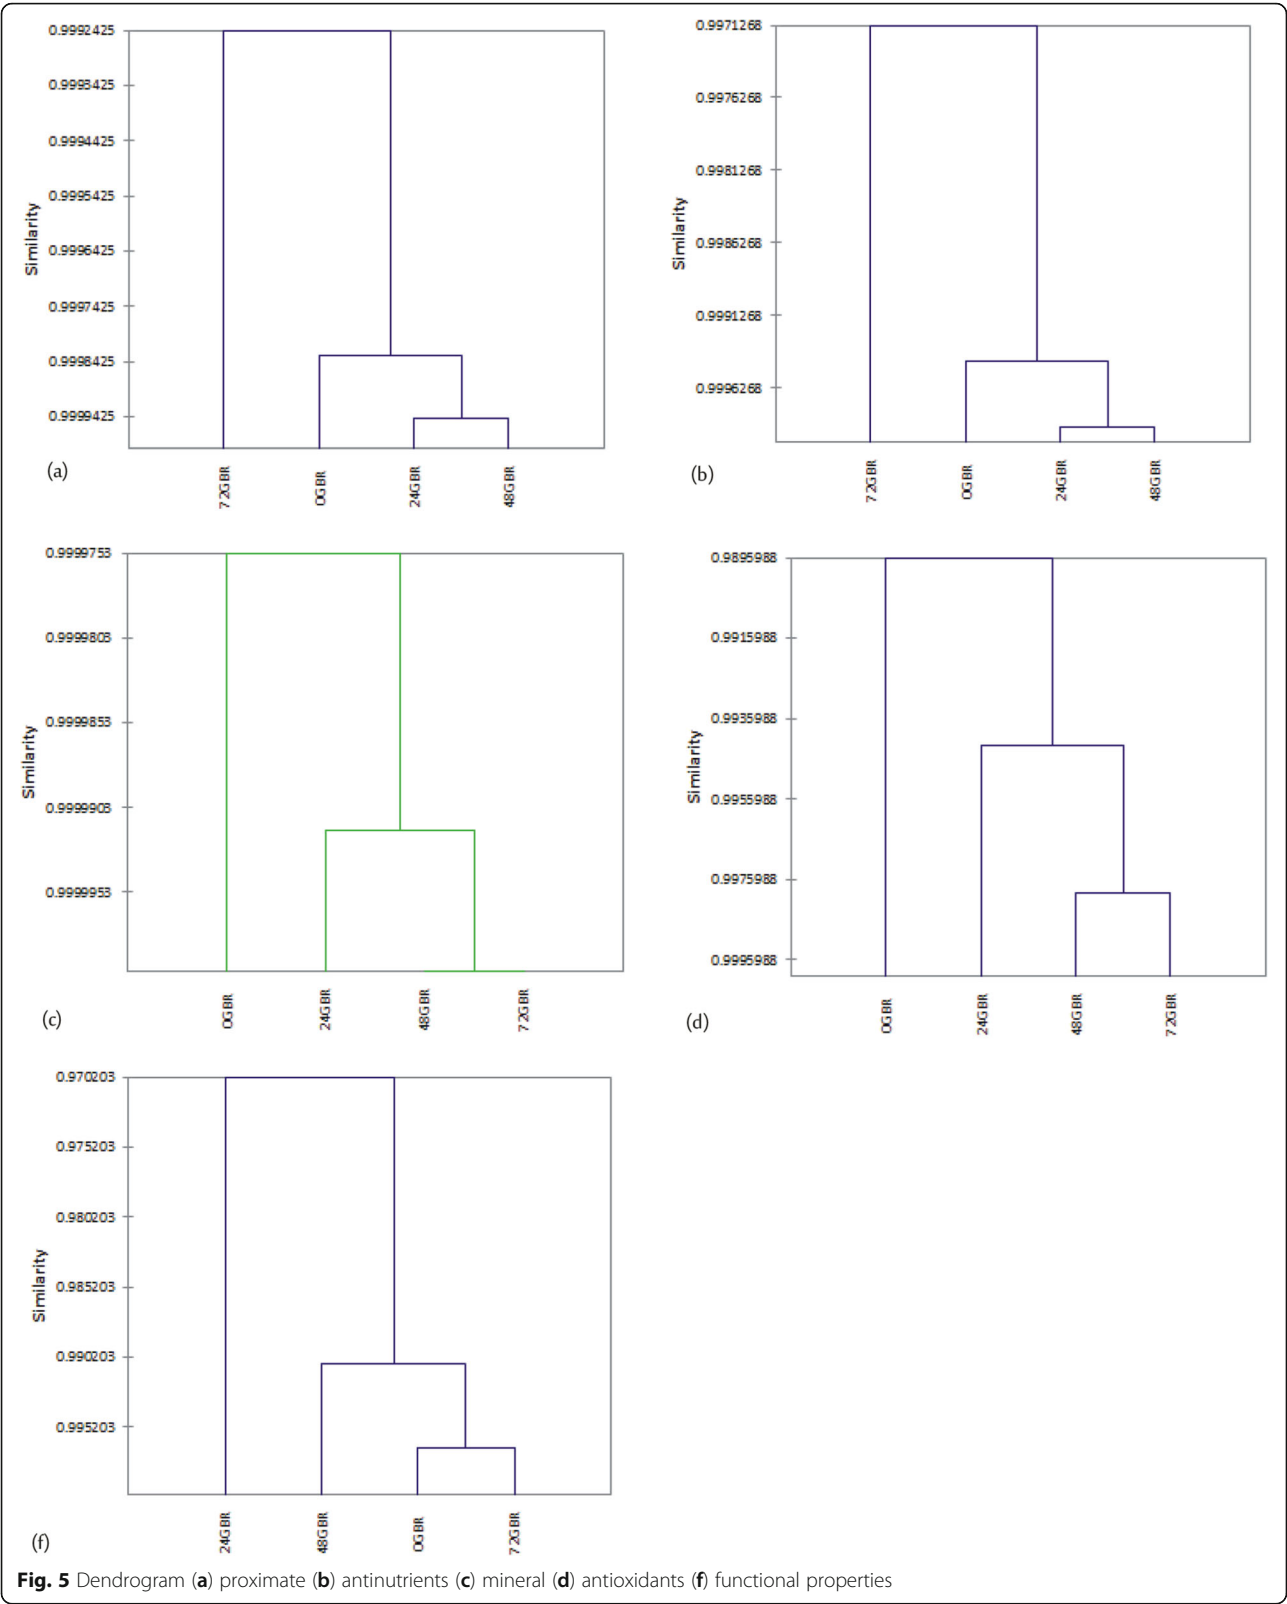 0.9992425
0.9993425
0.9994425
0.9995425
0.9996425
0.9997425
0.9998425
0.9999425
Similarity
72GBR
0GBR
24GBR
48GBR
(a)
0.9971268
0.9976268
0.9981268
0.9986268
0.9991268
0.9996268
Similarity
72GBR
0GBR
24GBR
48GBR
(b)
0.9999753
0.9999803
0.9999853
0.9999903
0.9999953
Similarity
0GBR
24GBR
48GBR
72GBR
(c)
0.9895988
0.9915988
0.9935988
0.9955988
0.9975988
0.9995988
Similarity
0GBR
24GBR
48GBR
72GBR
(d)
0.970203
0.975203
0.980203
0.985203
0.990203
0.995203
Similarity
24GBR
48GBR
0GBR
72GBR
(f)
Fig. 5 Dendrogram (a) proximate (b) antinutrients (c) mineral (d) antioxidants (f) functional properties